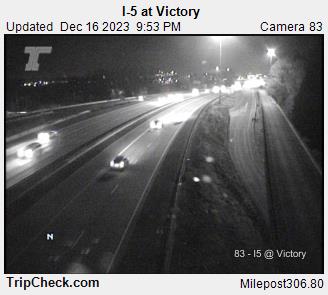 I-5 at Victory
Updated Dec 16 2023 9:53 PM Camera 83
T
N
83 - I5 @ Victory
TripCheck.com Milepost306.80